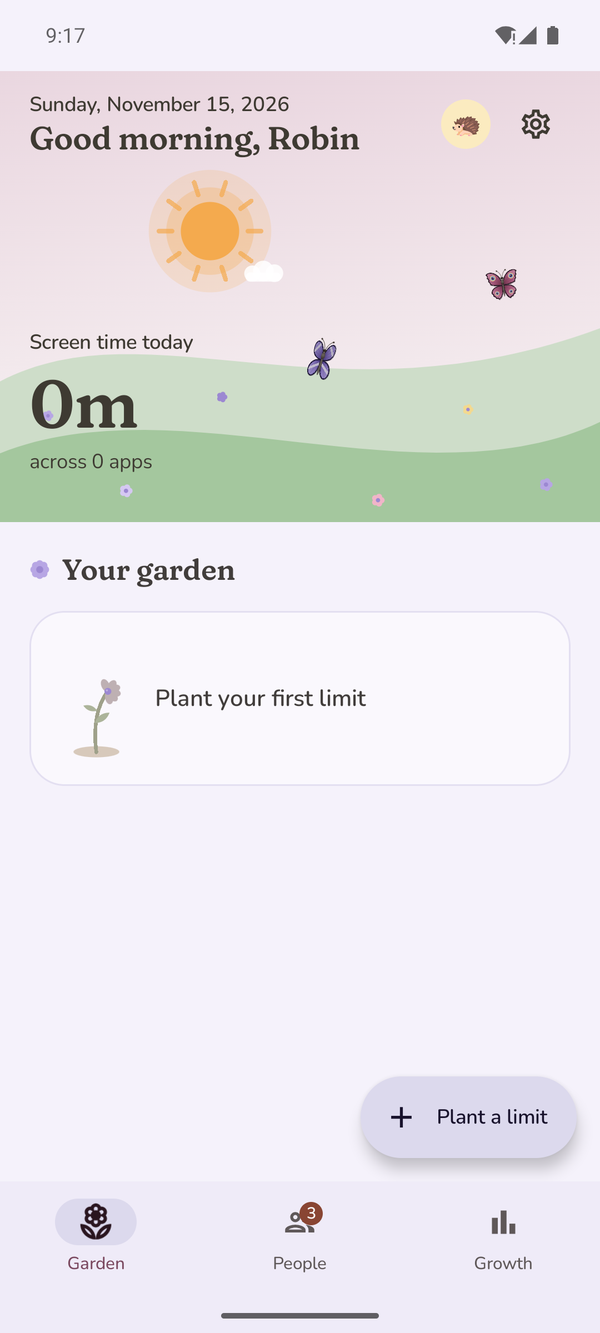 9:17
Sunday, November 15, 2026
Good morning, Robin
Screen time today
0m
across 0 apps
Your garden
Plant your first limit
+ Plant a limit
3
Garden
People
Growth